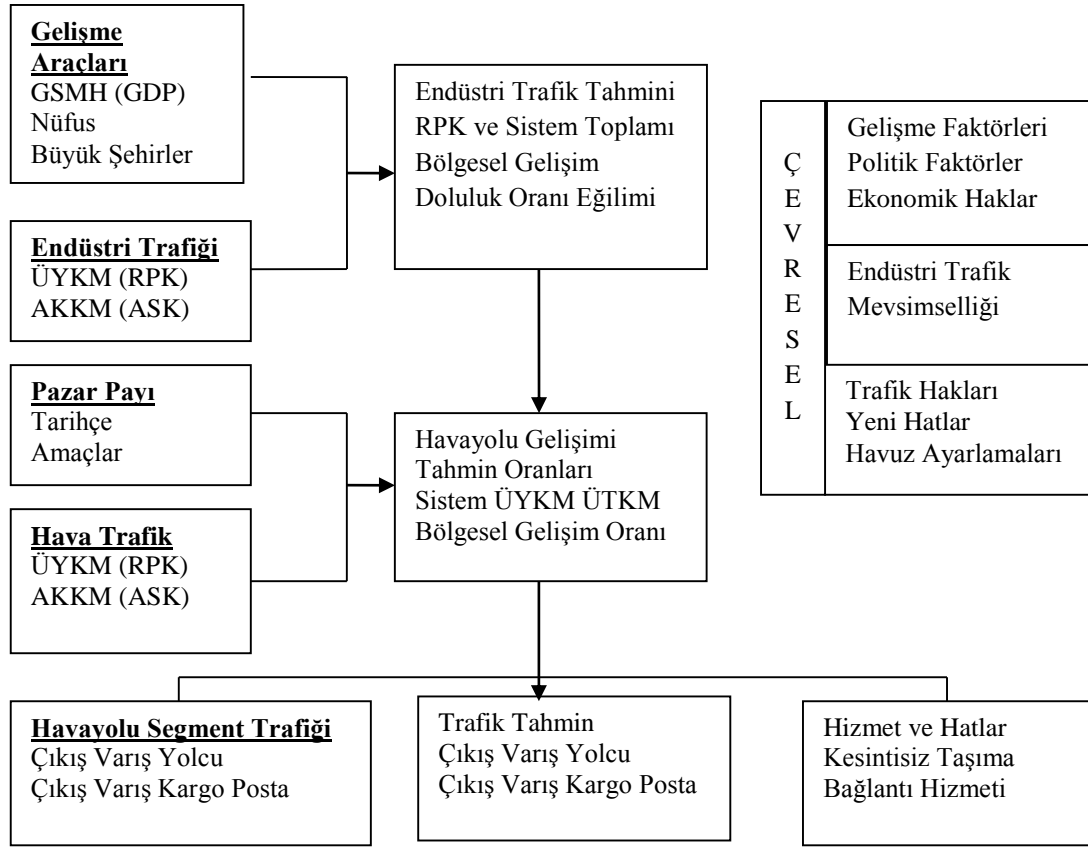 Gelişme
Araçları
GSMH (GDP)
Nüfus
Büyük Şehirler
Endüstri Trafiği
ÜYKM (RPK)
AKKM (ASK)
Pazar Payı
Tarihçe
Amaçlar
Hava Trafik
ÜYKM (RPK)
AKKM (ASK)
Endüstri Trafik Tahmini
RPK ve Sistem Toplamı
Bölgesel Gelişim
Doluluk Oranı Eğilimi
Havayolu Gelişimi
Tahmin Oranları
Sistem ÜYKM ÜTKM
Bölgesel Gelişim Oranı
Ç
E
V
R
E
S
E
L
Gelişme Faktörleri
Politik Faktörler
Ekonomik Haklar
Endüstri Trafik
Mevsimselliği
Trafik Hakları
Yeni Hatlar
Havuz Ayarlamaları
Havayolu Segment Trafiği
Çıkış Varış Yolcu
Çıkış Varış Kargo Posta
Trafik Tahmin
Çıkış Varış Yolcu
Çıkış Varış Kargo Posta
Hizmet ve Hatlar
Kesintisiz Taşıma
Bağlantı Hizmeti